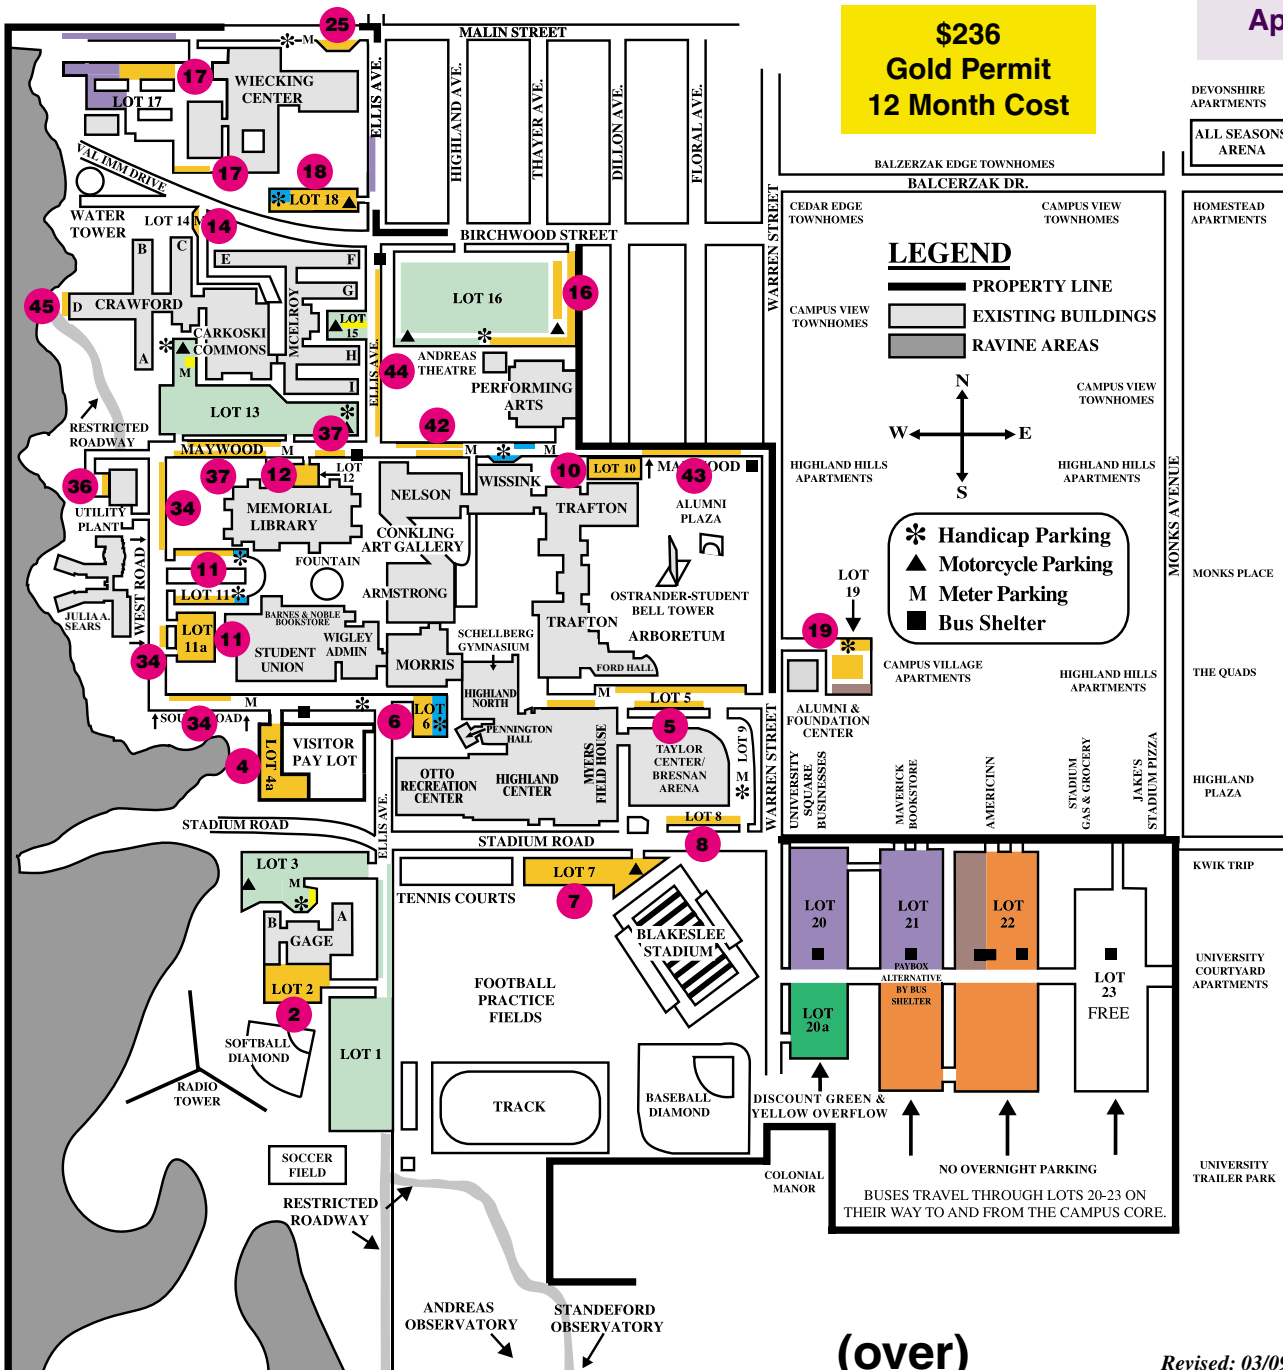 25
MALIN STREET
$236
Gold Permit
12 Month Cost
Ap
M
17
WIECKING
CENTER
LOT 17
ELLIS AVE.
HIGHLAND AVE.
THAYER AVE.
DILLON AVE.
FLORAL AVE.
DEVONSHIRE
APARTMENTS
ALL SEASONS
ARENA
VAL IMM DRIVE
17
18
LOT 18
BALZERZAK EDGE TOWNHOMES
BALCERZAK DR.
WATER
TOWER
LOT 14
M
14
BIRCHWOOD STREET
WARREN STREET
CEDAR EDGE
TOWNHOMES
CAMPUS VIEW
TOWNHOMES
HOMESTEAD
APARTMENTS
LEGEND
PROPERTY LINE
EXISTING BUILDINGS
RAVINE AREAS
B
C
E
F
G
D
CRAWFORD
45
A
CARKOSKI
COMMONS
MCELROY
LOT
15
H
I
M
LOT 16
16
ELLIS AVE.
44
ANDREAS
THEATRE
PERFORMING
ARTS
CAMPUS VIEW
TOWNHOMES
N
W
E
S
CAMPUS VIEW
TOWNHOMES
LOT 13
RESTRICTED
ROADWAY
37
42
MAYWOOD
M
M
M
LOT
12
12
37
36
UTILITY
PLANT
34
MEMORIAL
LIBRARY
NELSON
WISSINK
10
LOT 10
MAYWOOD
43
TRAFTON
ALUMNI
PLAZA
HIGHLAND HILLS
APARTMENTS
HIGHLAND HILLS
APARTMENTS
MONKS AVENUE
CONKLING
ART GALLERY
FOUNTAIN
Handicap Parking
Motorcycle Parking
M Meter Parking
Bus Shelter
WEST ROAD
11
LOT 11
JULIA A.
SEARS
ARMSTRONG
OSTRANDER-STUDENT
BELL TOWER
LOT
19
MONKS PLACE
BARNES & NOBLE
BOOKSTORE
LOT
11a
11
STUDENT
UNION
WIGLEY
ADMIN
MORRIS
SCHELLBERG
GYMNASIUM
TRAFTON
ARBORETUM
FORD HALL
19
34
CAMPUS VILLAGE
APARTMENTS
HIGHLAND HILLS
APARTMENTS
THE QUADS
M
SOUTH ROAD
34
6
LOT
6
HIGHLAND
NORTH
PENNINGTON
HALL
M
LOT 5
5
LOT 9
M
ALUMNI &
FOUNDATION
CENTER
4
LOT 4a
VISITOR
PAY LOT
OTTO
RECREATION
CENTER
HIGHLAND
CENTER
MYERS
FIELD HOUSE
TAYLOR
CENTER/
BRESNAN
ARENA
WARREN STREET
UNIVERSITY
SQUARE
BUSINESSES
MAVERICK
BOOKSTORE
AMERICINN
STADIUM
GAS & GROCERY
JAKE'S
STADIUM PIZZA
HIGHLAND
PLAZA
STADIUM ROAD
ELLIS AVE.
STADIUM ROAD
LOT 8
8
LOT 3
M
TENNIS COURTS
LOT 7
7
KWIK TRIP
B
A
GAGE
BLAKESLEE
STADIUM
LOT
20
LOT
21
LOT
22
LOT 2
2
FOOTBALL
PRACTICE
FIELDS
PAYBOX
ALTERNATIVE
BY BUS
SHELTER
LOT
23
FREE
UNIVERSITY
COURTYARD
APARTMENTS
SOFTBALL
DIAMOND
LOT 1
LOT
20a
RADIO
TOWER
TRACK
BASEBALL
DIAMOND
DISCOUNT GREEN &
YELLOW OVERFLOW
SOCCER
FIELD
COLONIAL
MANOR
NO OVERNIGHT PARKING
UNIVERSITY
TRAILER PARK
RESTRICTED
ROADWAY
BUSES TRAVEL THROUGH LOTS 20-23 ON
THEIR WAY TO AND FROM THE CAMPUS CORE.
ANDREAS
OBSERVATORY
STANDEFORD
OBSERVATORY
(over)
Revised: 03/09